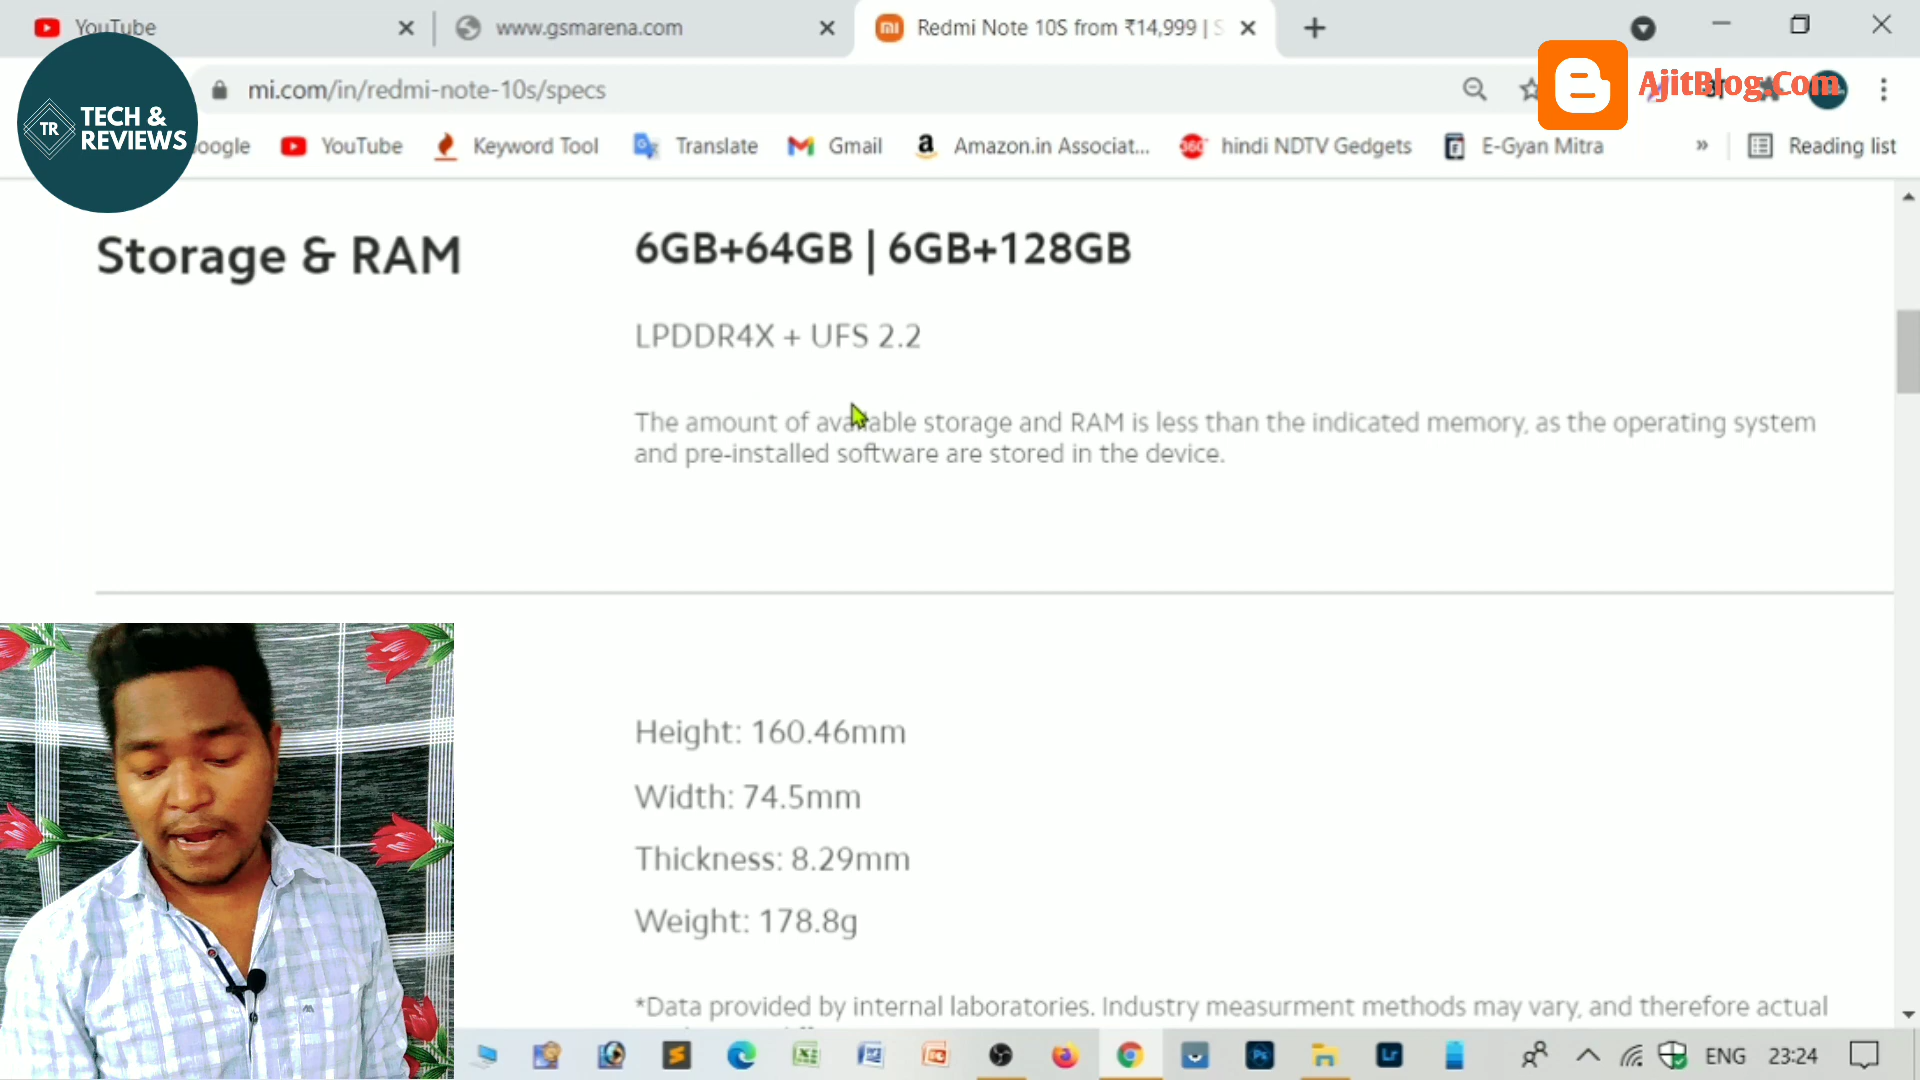 YouTube
www.gsmarena.com
Redmi Note 10S from ₹14,999 | S
mi.com/in/redmi-note-10s/specs
AjitBlog.Com
TR
TECH &
REVIEWS
oogle
YouTube
Keyword Tool
Translate
Gmail
Amazon.in Associat...
hindi NDTV Gedgets
E-Gyan Mitra
»
Reading list
Storage & RAM
6GB+64GB | 6GB+128GB
LPDDR4X + UFS 2.2
The amount of available storage and RAM is less than the indicated memory, as the operating system
and pre-installed software are stored in the device.
Height: 160.46mm
Width: 74.5mm
Thickness: 8.29mm
Weight: 178.8g
*Data provided by internal laboratories. Industry measurment methods may vary, and therefore actual
ENG
23:24